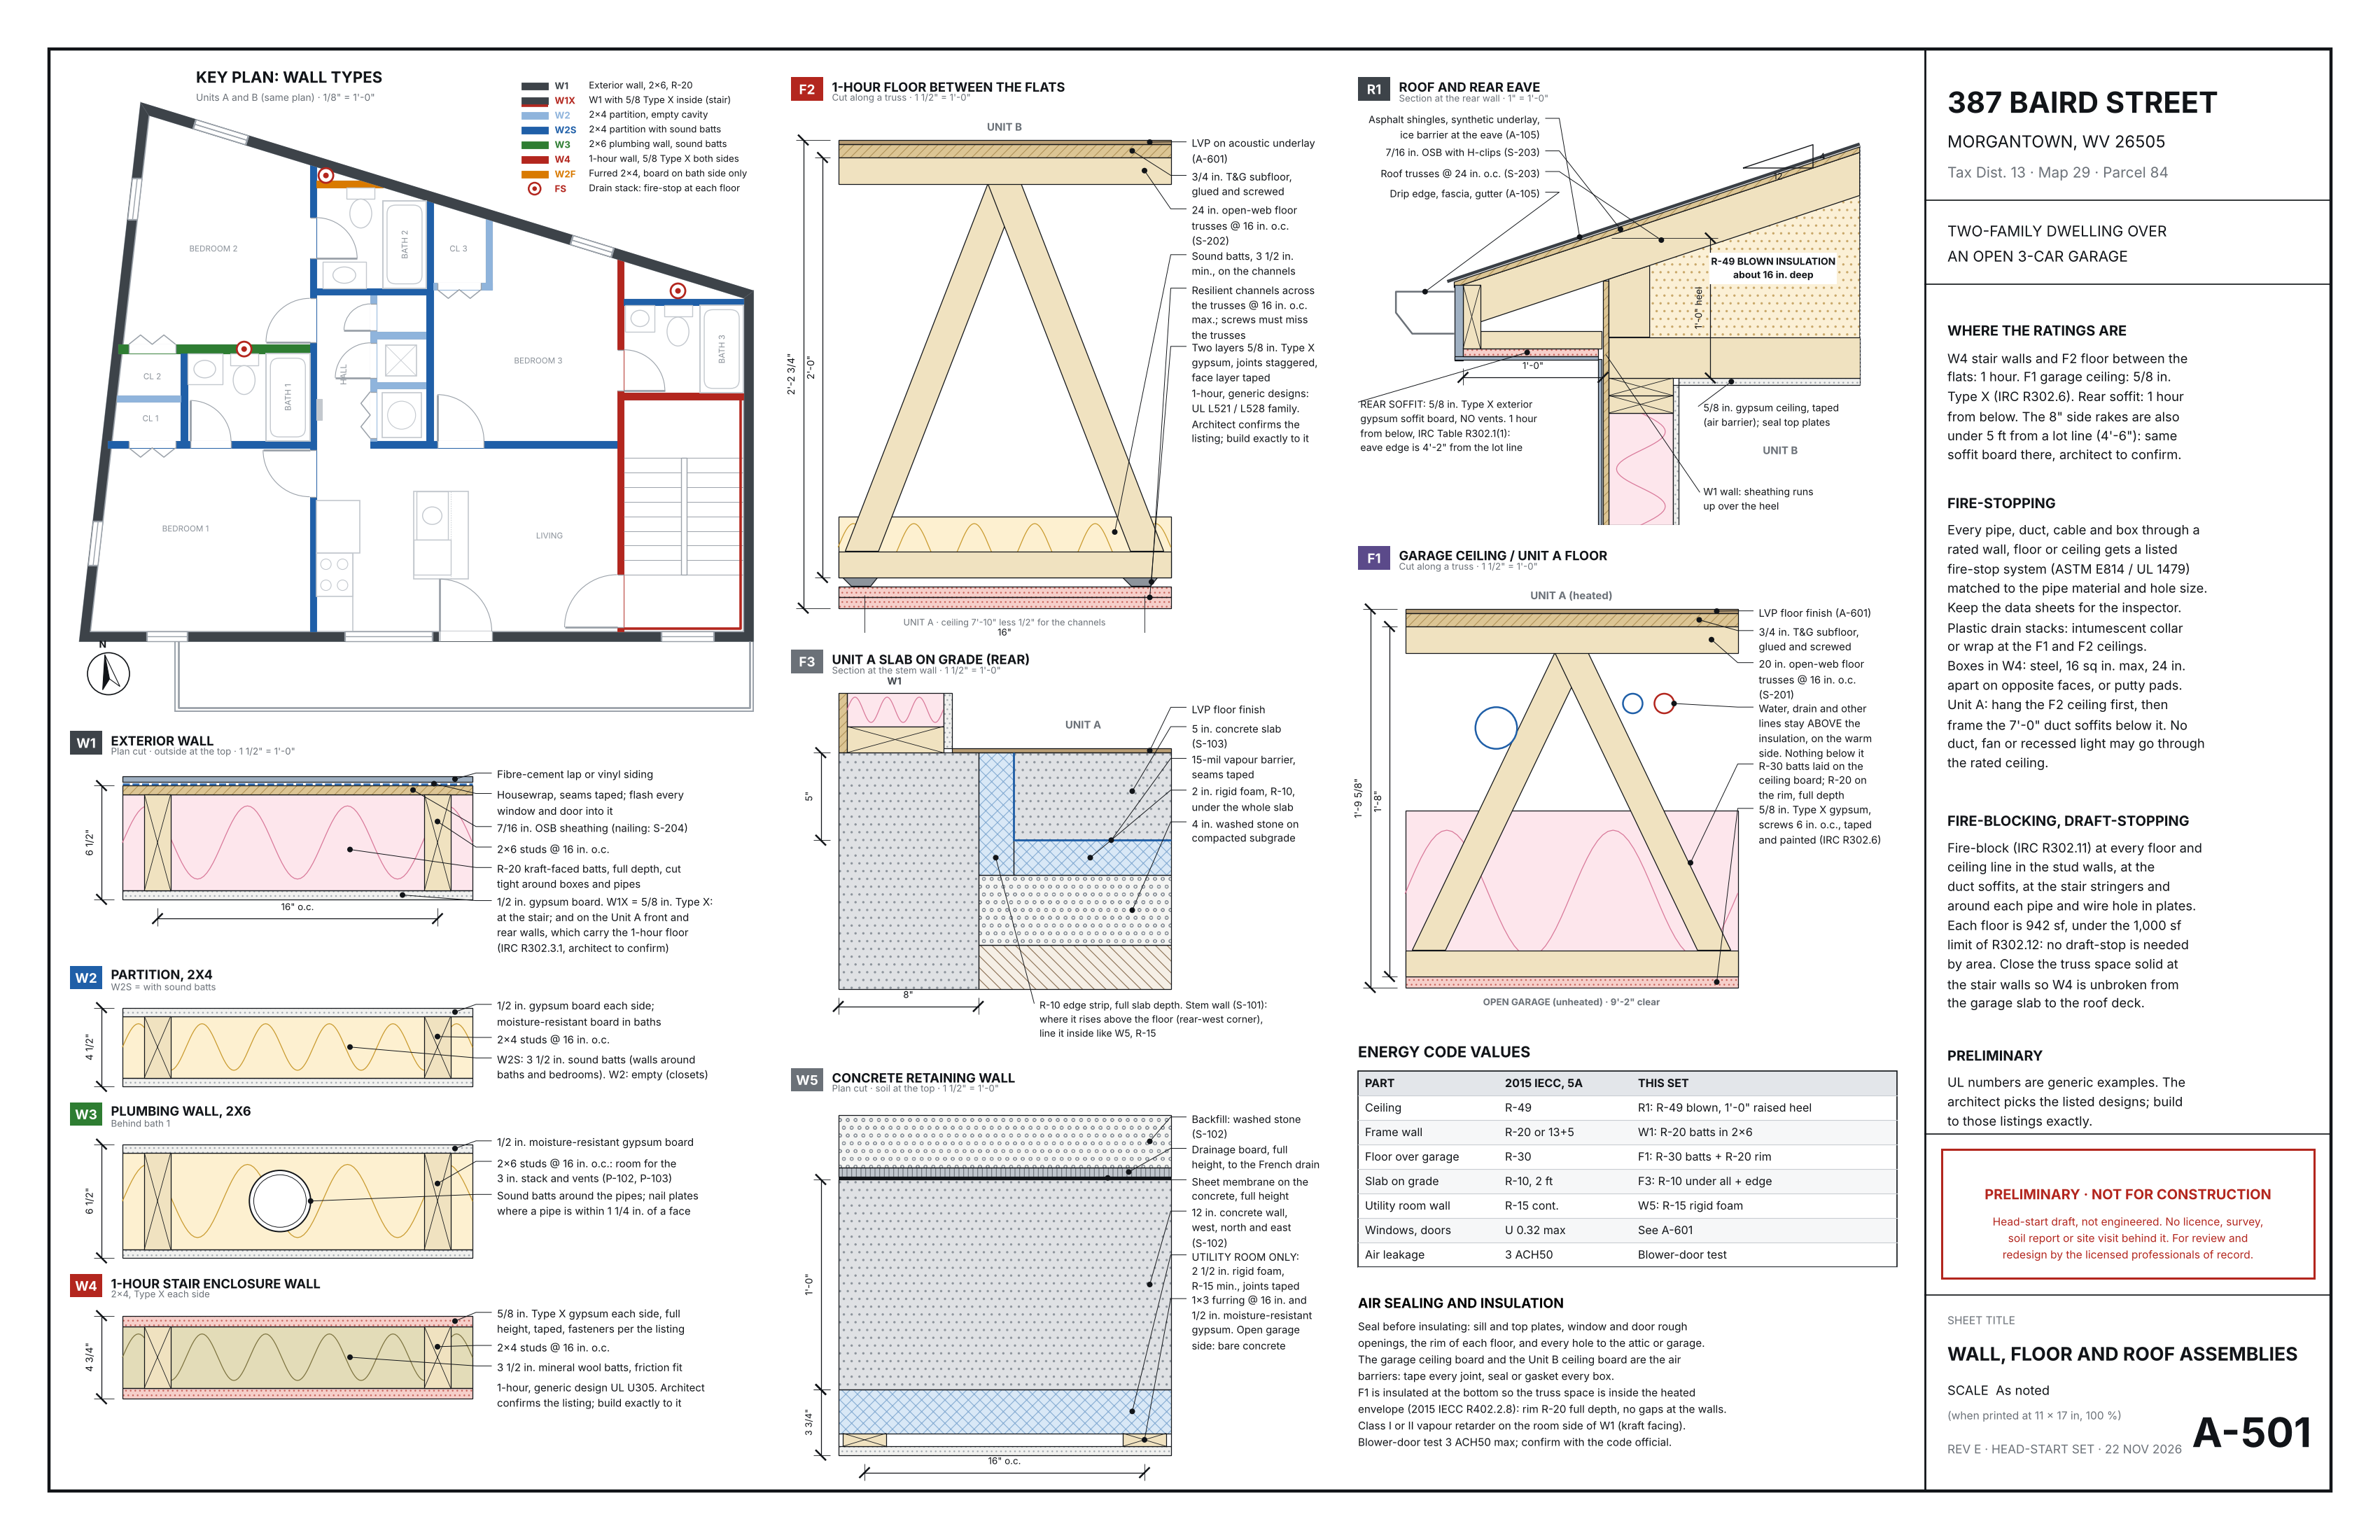 KEY PLAN: WALL TYPES
Units A and B (same plan) · 1/8" = 1'-0"
W1 Exterior wall, 2×6, R-20
W1X W1 with 5/8 Type X inside (stair)
W2 2×4 partition, empty cavity
W2S 2×4 partition with sound batts
W3 2×6 plumbing wall, sound batts
W4 1-hour wall, 5/8 Type X both sides
W2F Furred 2×4, board on bath side only
FS Drain stack: fire-stop at each floor
BEDROOM 2
BATH 2
CL 3
BEDROOM 3
BATH 3
CL 2
CL 1
BATH 1
HALL
BEDROOM 1
LIVING
N
W1 EXTERIOR WALL
Plan cut · outside at the top · 1 1/2" = 1'-0"
Fibre-cement lap or vinyl siding
Housewrap, seams taped; flash every
window and door into it
7/16 in. OSB sheathing (nailing: S-204)
2×6 studs @ 16 in. o.c.
R-20 kraft-faced batts, full depth, cut
tight around boxes and pipes
1/2 in. gypsum board. W1X = 5/8 in. Type X:
at the stair; and on the Unit A front and
rear walls, which carry the 1-hour floor
(IRC R302.3.1, architect to confirm)
6 1/2"
16" o.c.
W2 PARTITION, 2X4
W2S = with sound batts
1/2 in. gypsum board each side;
moisture-resistant board in baths
2×4 studs @ 16 in. o.c.
W2S: 3 1/2 in. sound batts (walls around
baths and bedrooms). W2: empty (closets)
4 1/2"
W3 PLUMBING WALL, 2X6
Behind bath 1
1/2 in. moisture-resistant gypsum board
2×6 studs @ 16 in. o.c.: room for the
3 in. stack and vents (P-102, P-103)
Sound batts around the pipes; nail plates
where a pipe is within 1 1/4 in. of a face
6 1/2"
W4 1-HOUR STAIR ENCLOSURE WALL
2×4, Type X each side
5/8 in. Type X gypsum each side, full
height, taped, fasteners per the listing
2×4 studs @ 16 in. o.c.
3 1/2 in. mineral wool batts, friction fit
1-hour, generic design UL U305. Architect
confirms the listing; build exactly to it
4 3/4"
F2 1-HOUR FLOOR BETWEEN THE FLATS
Cut along a truss · 1 1/2" = 1'-0"
UNIT B
LVP on acoustic underlay
(A-601)
3/4 in. T&G subfloor,
glued and screwed
24 in. open-web floor
trusses @ 16 in. o.c.
(S-202)
Sound batts, 3 1/2 in.
min., on the channels
Resilient channels across
the trusses @ 16 in. o.c.
max.; screws must miss
the trusses
Two layers 5/8 in. Type X
gypsum, joints staggered,
face layer taped
1-hour, generic designs:
UL L521 / L528 family.
Architect confirms the
listing; build exactly to it
2'-2 3/4"
2'-0"
UNIT A · ceiling 7'-10" less 1/2" for the channels
16"
F3 UNIT A SLAB ON GRADE (REAR)
Section at the stem wall · 1 1/2" = 1'-0"
W1
UNIT A
LVP floor finish
5 in. concrete slab
(S-103)
15-mil vapour barrier,
seams taped
2 in. rigid foam, R-10,
under the whole slab
4 in. washed stone on
compacted subgrade
5"
8"
R-10 edge strip, full slab depth. Stem wall (S-101):
where it rises above the floor (rear-west corner),
line it inside like W5, R-15
W5 CONCRETE RETAINING WALL
Plan cut · soil at the top · 1 1/2" = 1'-0"
Backfill: washed stone
(S-102)
Drainage board, full
height, to the French drain
Sheet membrane on the
concrete, full height
12 in. concrete wall,
west, north and east
(S-102)
UTILITY ROOM ONLY:
2 1/2 in. rigid foam,
R-15 min., joints taped
1×3 furring @ 16 in. and
1/2 in. moisture-resistant
gypsum. Open garage
side: bare concrete
1'-0"
3 3/4"
16" o.c.
R1 ROOF AND REAR EAVE
Section at the rear wall · 1" = 1'-0"
Asphalt shingles, synthetic underlay,
ice barrier at the eave (A-105)
7/16 in. OSB with H-clips (S-203)
Roof trusses @ 24 in. o.c. (S-203)
Drip edge, fascia, gutter (A-105)
4
12
R-49 BLOWN INSULATION
about 16 in. deep
1'-0" heel
1'-0"
REAR SOFFIT: 5/8 in. Type X exterior
gypsum soffit board, NO vents. 1 hour
from below, IRC Table R302.1(1):
eave edge is 4'-2" from the lot line
5/8 in. gypsum ceiling, taped
(air barrier); seal top plates
UNIT B
W1 wall: sheathing runs
up over the heel
F1 GARAGE CEILING / UNIT A FLOOR
Cut along a truss · 1 1/2" = 1'-0"
UNIT A (heated)
LVP floor finish (A-601)
3/4 in. T&G subfloor,
glued and screwed
20 in. open-web floor
trusses @ 16 in. o.c.
(S-201)
Water, drain and other
lines stay ABOVE the
insulation, on the warm
side. Nothing below it
R-30 batts laid on the
ceiling board; R-20 on
the rim, full depth
5/8 in. Type X gypsum,
screws 6 in. o.c., taped
and painted (IRC R302.6)
1'-9 5/8"
1'-8"
OPEN GARAGE (unheated) · 9'-2" clear
ENERGY CODE VALUES
PART 2015 IECC, 5A THIS SET
Ceiling R-49 R1: R-49 blown, 1'-0" raised heel
Frame wall R-20 or 13+5 W1: R-20 batts in 2×6
Floor over garage R-30 F1: R-30 batts + R-20 rim
Slab on grade R-10, 2 ft F3: R-10 under all + edge
Utility room wall R-15 cont. W5: R-15 rigid foam
Windows, doors U 0.32 max See A-601
Air leakage 3 ACH50 Blower-door test
AIR SEALING AND INSULATION
Seal before insulating: sill and top plates, window and door rough
openings, the rim of each floor, and every hole to the attic or garage.
The garage ceiling board and the Unit B ceiling board are the air
barriers: tape every joint, seal or gasket every box.
F1 is insulated at the bottom so the truss space is inside the heated
envelope (2015 IECC R402.2.8): rim R-20 full depth, no gaps at the walls.
Class I or II vapour retarder on the room side of W1 (kraft facing).
Blower-door test 3 ACH50 max; confirm with the code official.
387 BAIRD STREET
MORGANTOWN, WV 26505
Tax Dist. 13 · Map 29 · Parcel 84
TWO-FAMILY DWELLING OVER
AN OPEN 3-CAR GARAGE
WHERE THE RATINGS ARE
W4 stair walls and F2 floor between the
flats: 1 hour. F1 garage ceiling: 5/8 in.
Type X (IRC R302.6). Rear soffit: 1 hour
from below. The 8" side rakes are also
under 5 ft from a lot line (4'-6"): same
soffit board there, architect to confirm.
FIRE-STOPPING
Every pipe, duct, cable and box through a
rated wall, floor or ceiling gets a listed
fire-stop system (ASTM E814 / UL 1479)
matched to the pipe material and hole size.
Keep the data sheets for the inspector.
Plastic drain stacks: intumescent collar
or wrap at the F1 and F2 ceilings.
Boxes in W4: steel, 16 sq in. max, 24 in.
apart on opposite faces, or putty pads.
Unit A: hang the F2 ceiling first, then
frame the 7'-0" duct soffits below it. No
duct, fan or recessed light may go through
the rated ceiling.
FIRE-BLOCKING, DRAFT-STOPPING
Fire-block (IRC R302.11) at every floor and
ceiling line in the stud walls, at the
duct soffits, at the stair stringers and
around each pipe and wire hole in plates.
Each floor is 942 sf, under the 1,000 sf
limit of R302.12: no draft-stop is needed
by area. Close the truss space solid at
the stair walls so W4 is unbroken from
the garage slab to the roof deck.
PRELIMINARY
UL numbers are generic examples. The
architect picks the listed designs; build
to those listings exactly.
PRELIMINARY · NOT FOR CONSTRUCTION
Head-start draft, not engineered. No licence, survey,
soil report or site visit behind it. For review and
redesign by the licensed professionals of record.
SHEET TITLE
WALL, FLOOR AND ROOF ASSEMBLIES
SCALE As noted
(when printed at 11 × 17 in, 100 %)
REV E · HEAD-START SET · 22 NOV 2026
A-501